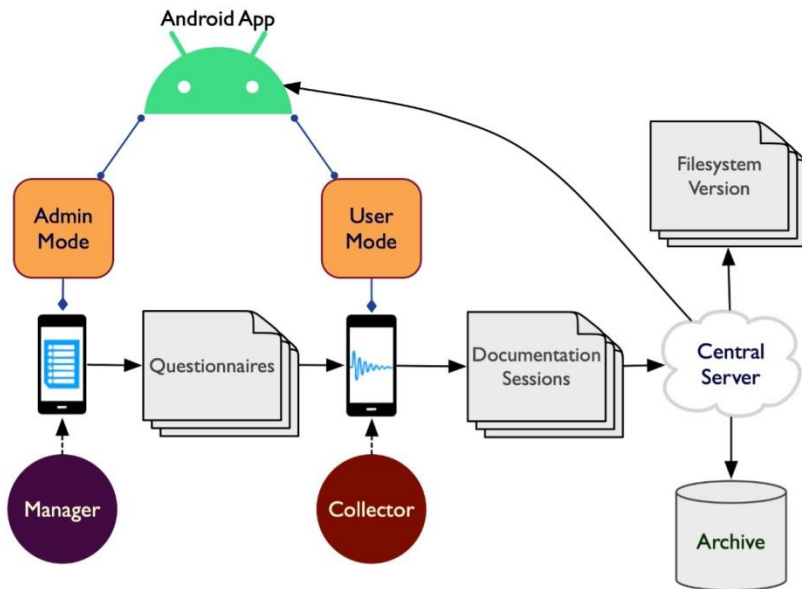 Android App
Admin
Mode
User
Mode
Filesystem
Version
Questionnaires
Documentation
Sessions
Central
Server
Manager
Collector
Archive